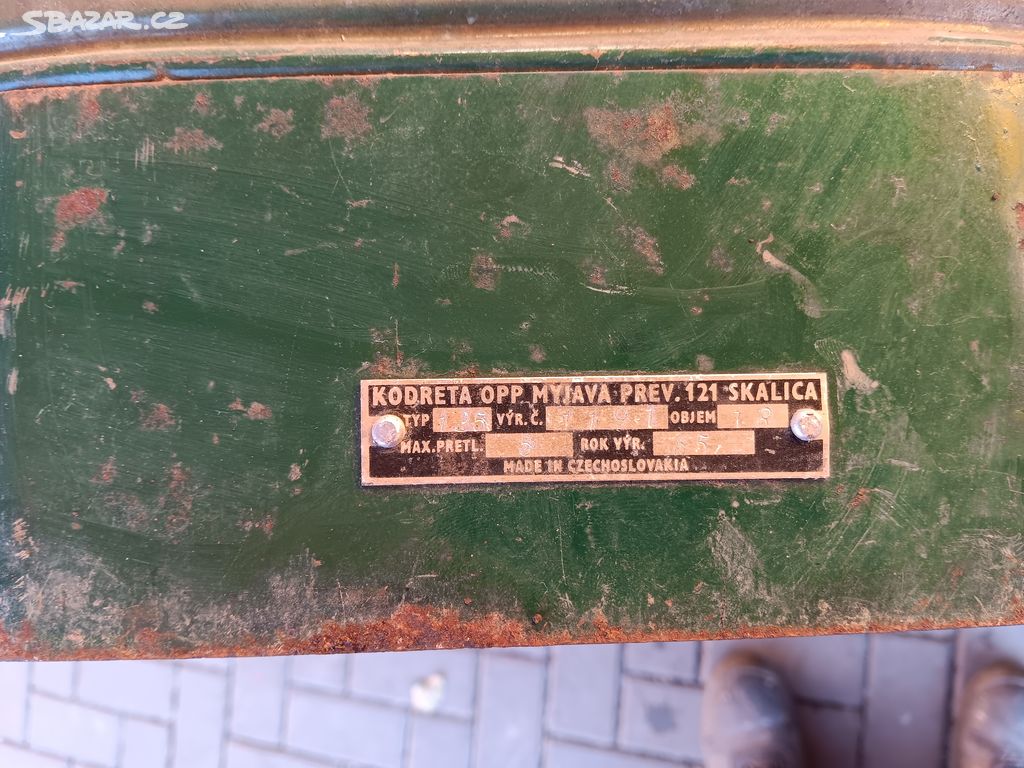 SBAZAR.CZ
KODRETA OPP MYJAVA PREV. 121 SKALICA
TYP VÝR. Č. OBJEM
MAX. PRETL. ROK VÝR.
MADE IN CZECHOSLOVAKIA